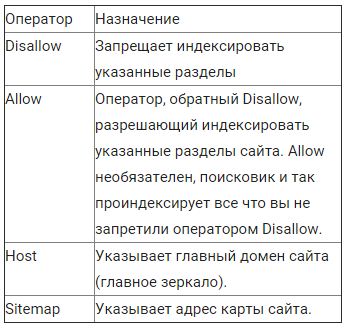 Оператор Назначение
Disallow Запрещает индексировать
указанные разделы
Allow Оператор, обратный Disallow,
разрешающий индексировать
указанные разделы сайта. Allow
необязателен, поисковик и так
проиндексирует все что вы не
запретили оператором Disallow.
Host Указывает главный домен сайта
(главное зеркало).
Sitemap Указывает адрес карты сайта.